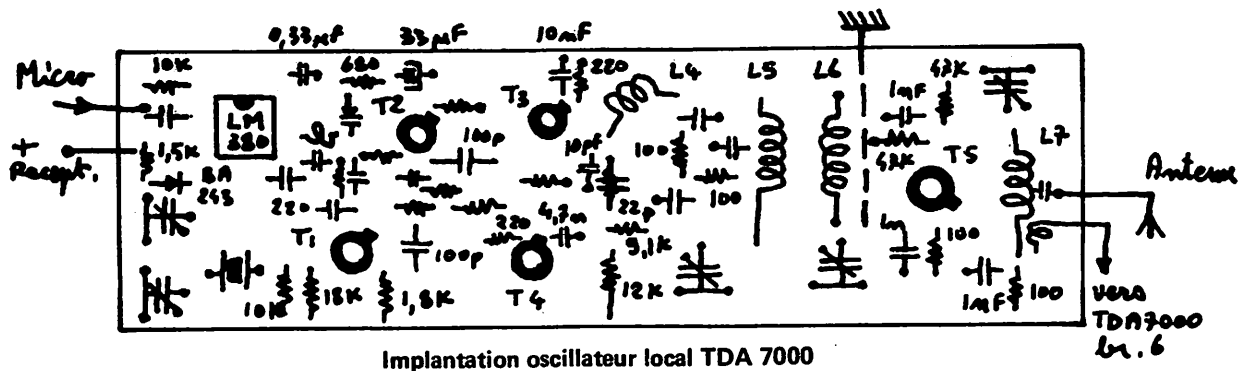 0,33µF
33µF
10nF
Micro
10K
680
T2
T3
220
L4
L5
L6
1nF
47K
LM
380
+
Recept.
1,5K
BA
243
100p
10pF
100
47K
T5
L7
Antenne
220
T1
100p
220
4,7n
22p
100
9,1K
T4
1n
100
10K
18K
1,8K
12K
1nF
100
vers
TDA7000
br. 6
Implantation oscillateur local TDA 7000